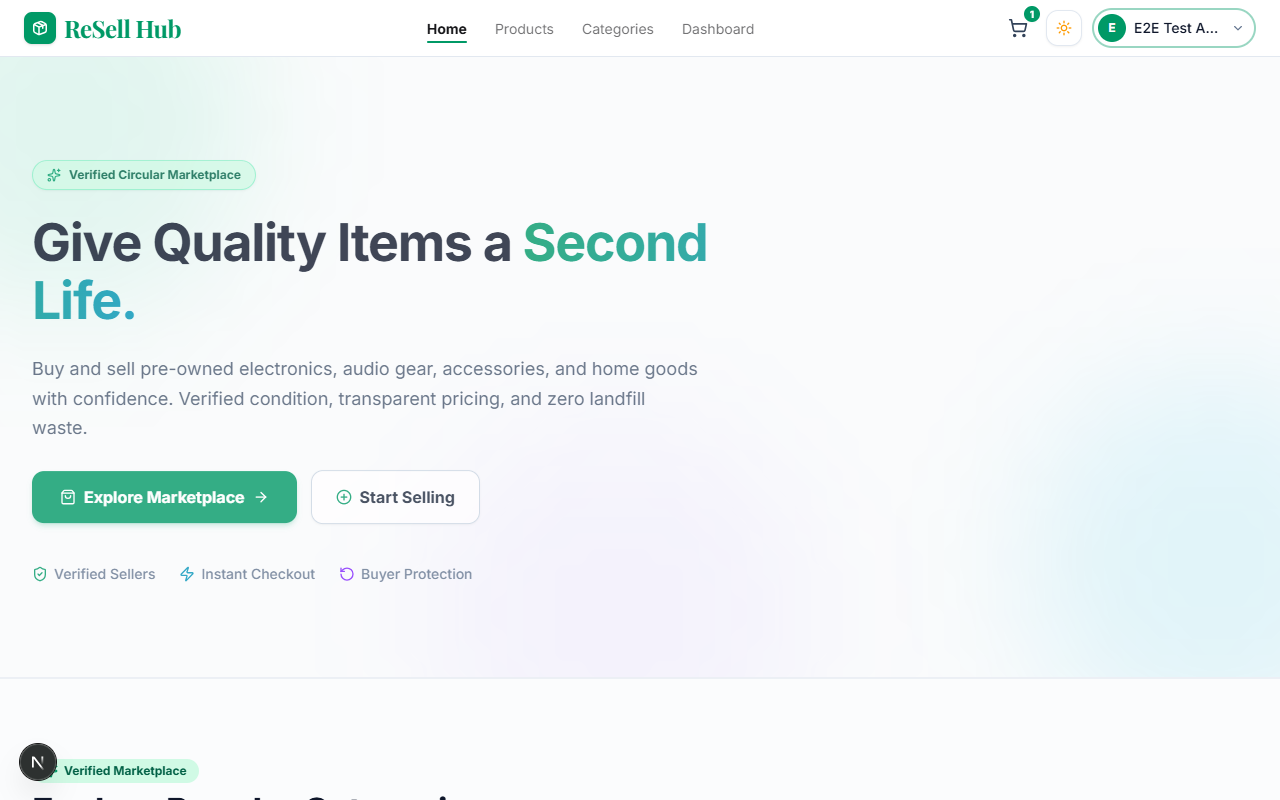 ReSell Hub
Home Products Categories Dashboard
1
E E2E Test A...
Verified Circular Marketplace
Give Quality Items a Second
Life.
Buy and sell pre-owned electronics, audio gear, accessories, and home goods
with confidence. Verified condition, transparent pricing, and zero landfill
waste.
Explore Marketplace
Start Selling
Verified Sellers Instant Checkout Buyer Protection
N
Verified Marketplace